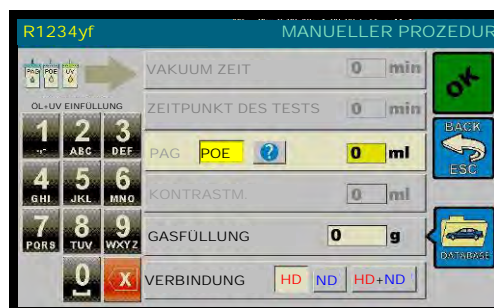 R1234yf MANUELLER PROZEDUR
PAG POE UV
VAKUUM ZEIT 0 min
OK
ÖL+UV EINFÜLLUNG
ZEITPUNKT DES TESTS 0 min
1 2 ABC 3 DEF
BACK
ESC
PAG POE ? 0 ml
4 GHI 5 JKL 6 MNO
KONTRASTM. 0 ml
7 PQRS 8 TUV 9 WXYZ
GASFÜLLUNG 0 g
DATABASE
0 X
VERBINDUNG HD ND HD+ND